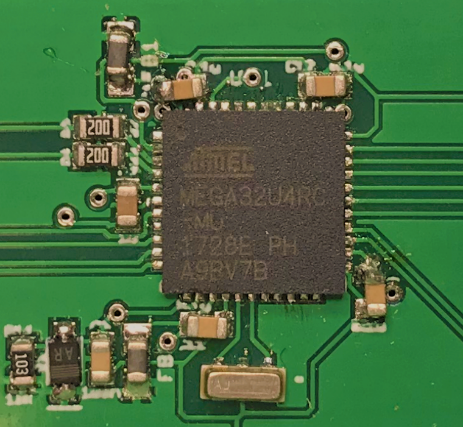 200
200
ATMEL
MEGA32U4RC
-MU
1728E PH
A9PV7B
103
AR